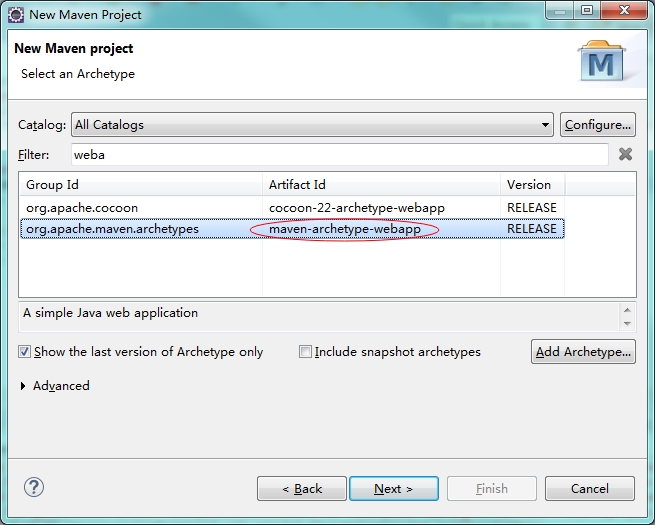 New Maven Project
New Maven project
Select an Archetype
M
Catalog: All Catalogs Configure...
Filter: weba
Group Id Artifact Id Version
org.apache.cocoon cocoon-22-archetype-webapp RELEASE
org.apache.maven.archetypes maven-archetype-webapp RELEASE
A simple Java web application
Show the last version of Archetype only Include snapshot archetypes Add Archetype...
Advanced
? < Back Next > Finish Cancel